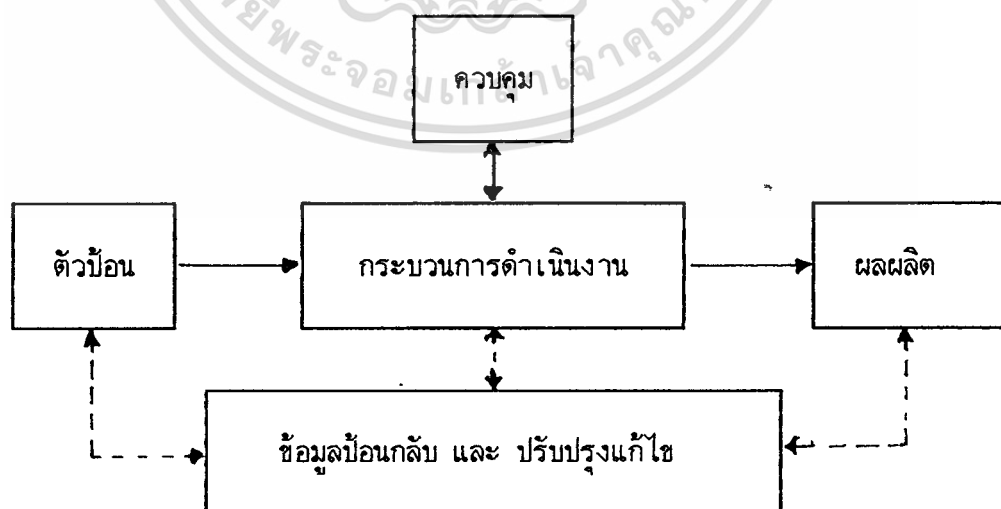 ควบคุม
ตัวป้อน
กระบวนการดำเนินงาน
ผลผลิต
ข้อมูลป้อนกลับ และ ปรับปรุงแก้ไข